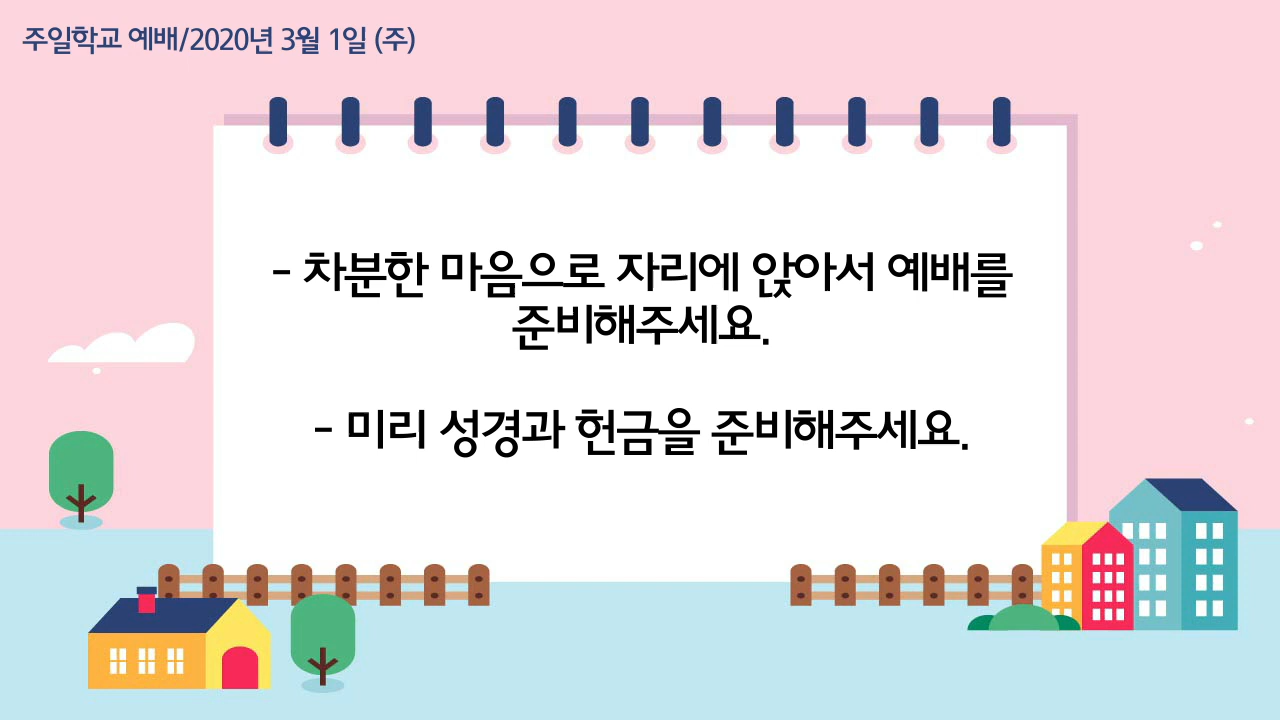 주일학교 예배/2020년 3월 1일 (주)
- 차분한 마음으로 자리에 앉아서 예배를
준비해주세요.
- 미리 성경과 헌금을 준비해주세요.